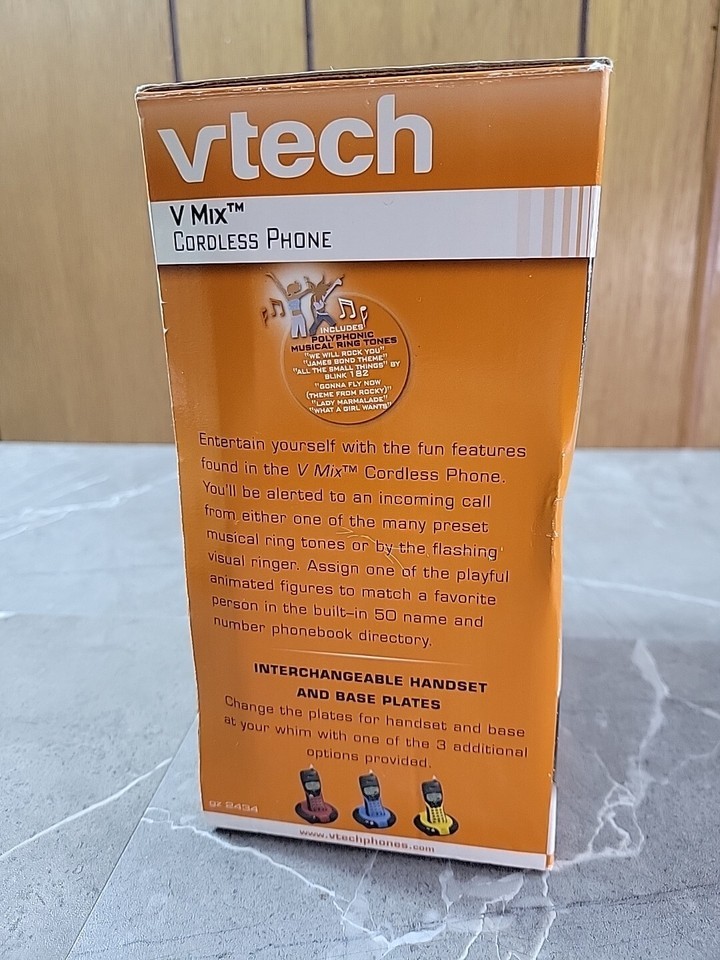 vtech
V Mix™
Cordless Phone
INCLUDES
POLYPHONIC
MUSICAL RING TONES
"WE WILL ROCK YOU"
"JAMES BOND THEME"
"ALL THE SMALL THINGS" BY
BLINK 182
"GONNA FLY NOW
(THEME FROM ROCKY)"
"LADY MARMALADE"
"WHAT A GIRL WANTS"
Entertain yourself with the fun features
found in the V Mix™ Cordless Phone.
You'll be alerted to an incoming call
from either one of the many preset
musical ring tones or by the flashing
visual ringer. Assign one of the playful
animated figures to match a favorite
person in the built-in 50 name and
number phonebook directory.
INTERCHANGEABLE HANDSET
AND BASE PLATES
Change the plates for handset and base
at your whim with one of the 3 additional
options provided.
gz 2434
www.vtechphones.com